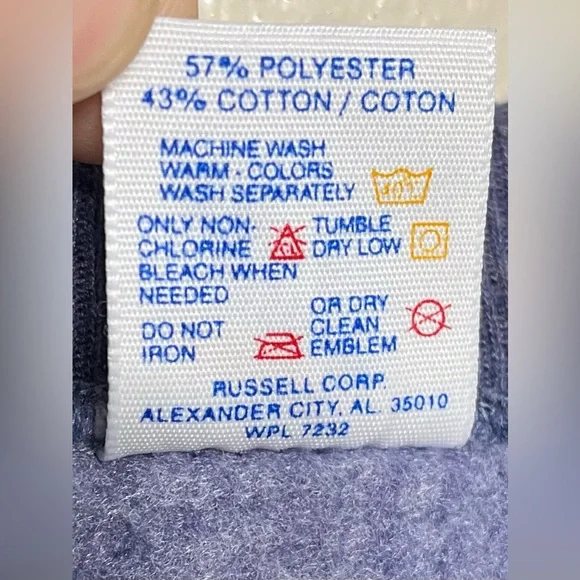 57% POLYESTER
43% COTTON / COTON
MACHINE WASH
WARM - COLORS
WASH SEPARATELY
40°
ONLY NON-
CHLORINE
BLEACH WHEN
NEEDED
TUMBLE
DRY LOW
DO NOT
IRON
OR DRY
CLEAN
EMBLEM
RUSSELL CORP.
ALEXANDER CITY, AL. 35010
WPL 7232